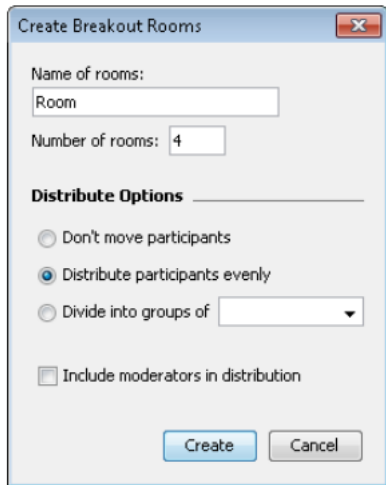 Create Breakout Rooms
Name of rooms:
Room
Number of rooms: 4
Distribute Options
Don't move participants
Distribute participants evenly
Divide into groups of
Include moderators in distribution
Create Cancel